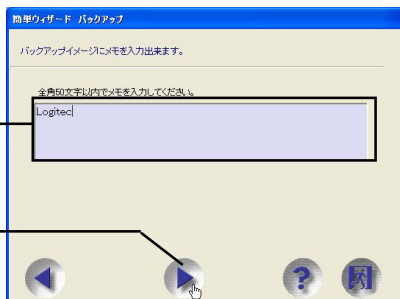 簡単ウィザード バックアップ
バックアップイメージにメモを入力出来ます。
全角50文字以内でメモを入力してください。
Logitec
?